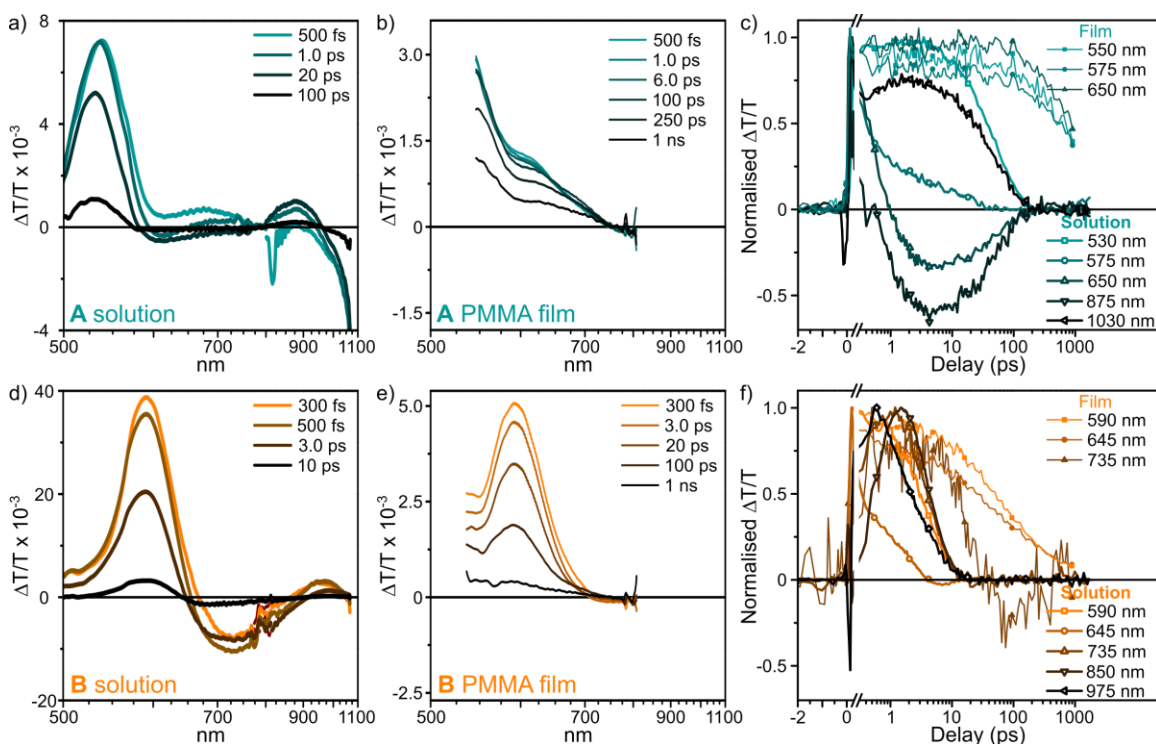 a)
8
4
0
-4
ΔT/T x 10⁻³
500 fs
1.0 ps
20 ps
100 ps
A solution
500
700
900
1100
nm
b)
3.0
1.5
0
-1.5
ΔT/T x 10⁻³
500 fs
1.0 ps
6.0 ps
100 ps
250 ps
1 ns
A PMMA film
500
700
900
1100
nm
c)
1.0
0.5
0
-0.5
Normalised ΔT/T
Film
550 nm
575 nm
650 nm
Solution
530 nm
575 nm
650 nm
875 nm
1030 nm
-2
0
1
10
100
1000
Delay (ps)
d)
40
20
0
-20
ΔT/T x 10⁻³
300 fs
500 fs
3.0 ps
10 ps
B solution
500
700
900
1100
nm
e)
5.0
2.5
0
-2.5
ΔT/T x 10⁻³
300 fs
3.0 ps
20 ps
100 ps
1 ns
B PMMA film
500
700
900
1100
nm
f)
1.0
0.5
0
-0.5
Normalised ΔT/T
Film
590 nm
645 nm
735 nm
Solution
590 nm
645 nm
735 nm
850 nm
975 nm
-2
0
1
10
100
1000
Delay (ps)